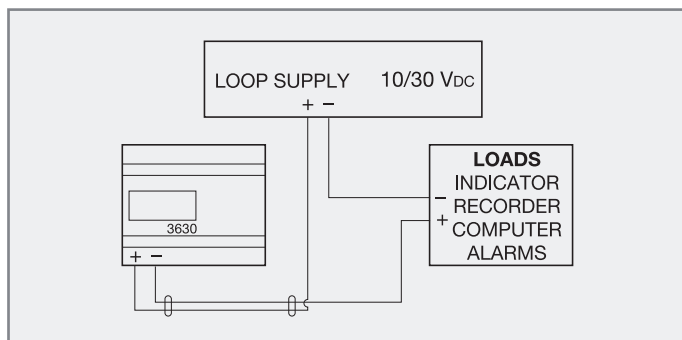 LOOP SUPPLY 10/30 VDC
+ −
3630
+ −
LOADS
INDICATOR
− RECORDER
+ COMPUTER
ALARMS